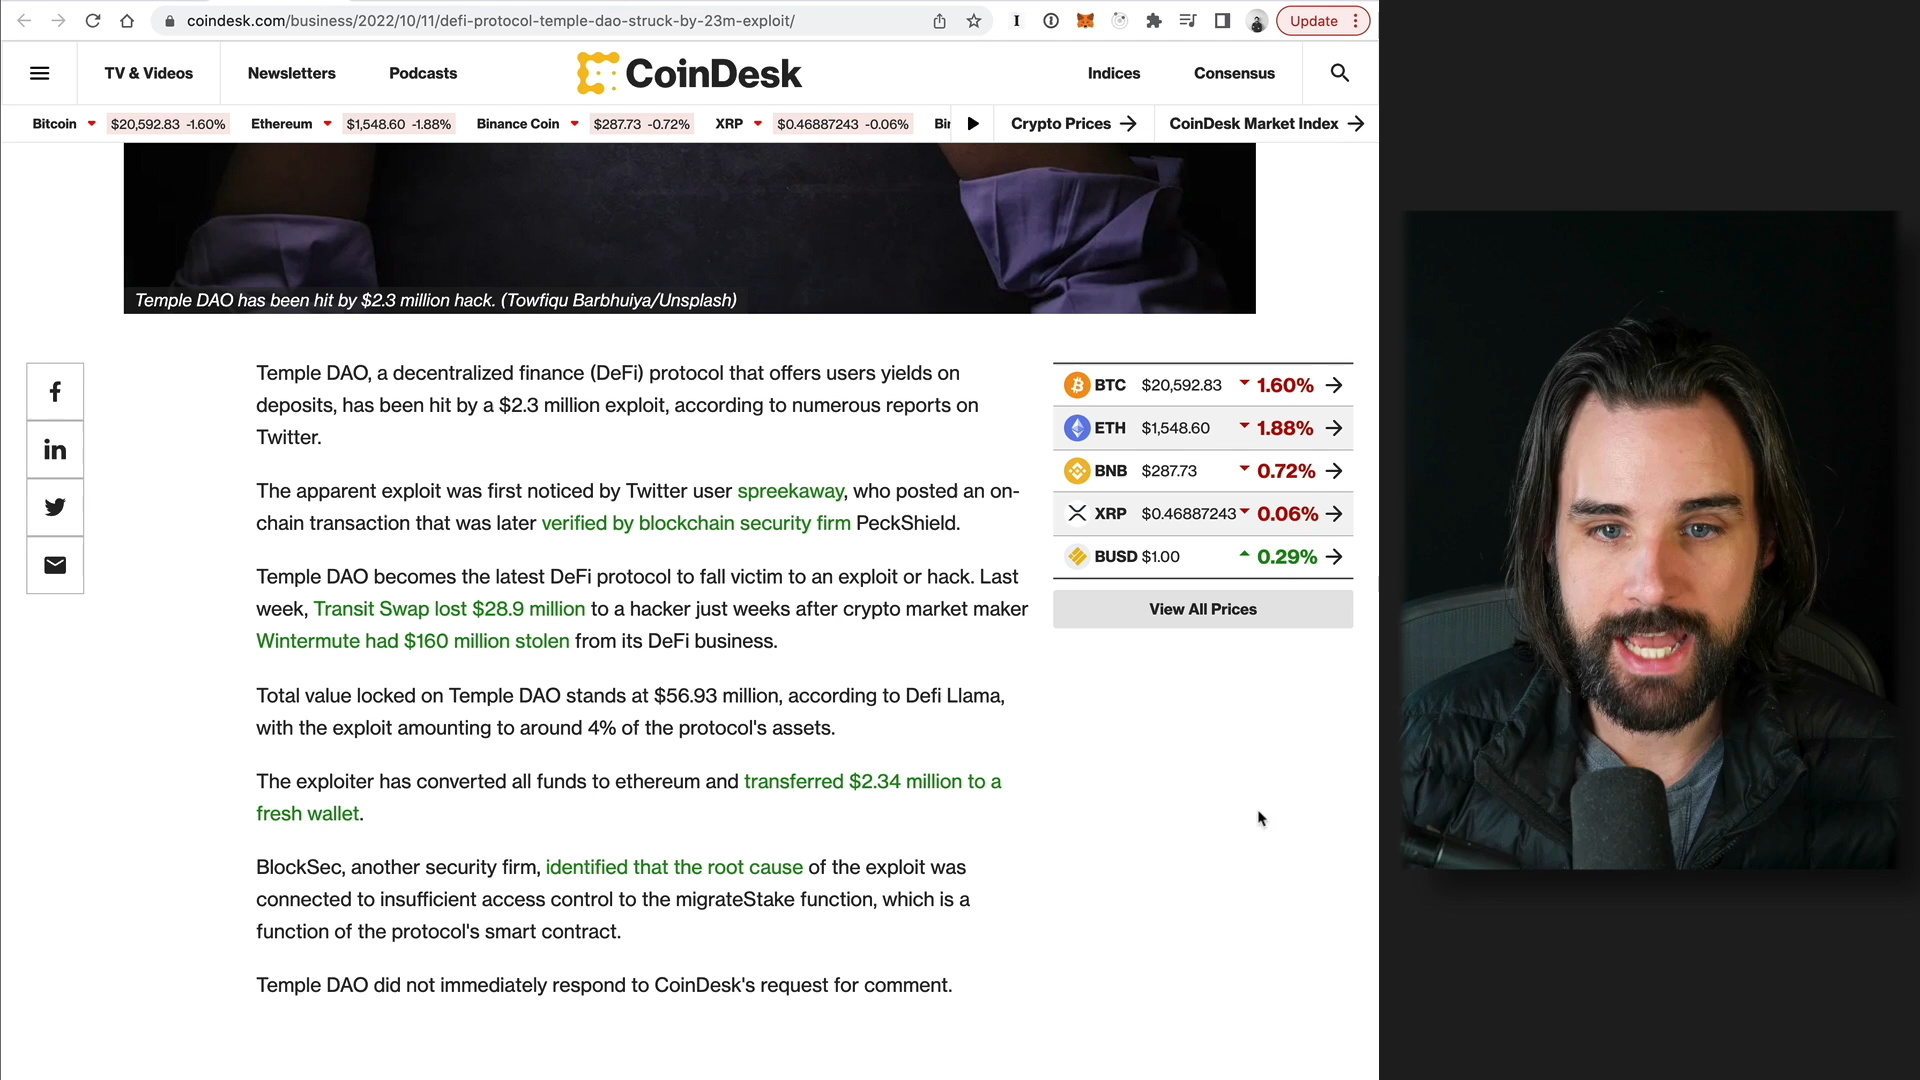 coindesk.com/business/2022/10/11/defi-protocol-temple-dao-struck-by-23m-exploit/
Update
TV & Videos
Newsletters
Podcasts
CoinDesk
Indices
Consensus
Bitcoin $20,592.83 -1.60% Ethereum $1,548.60 -1.88% Binance Coin $287.73 -0.72% XRP $0.46887243 -0.06% Bir
Crypto Prices
CoinDesk Market Index
Temple DAO has been hit by $2.3 million hack. (Towfiqu Barbhuiya/Unsplash)
Temple DAO, a decentralized finance (DeFi) protocol that offers users yields on
deposits, has been hit by a $2.3 million exploit, according to numerous reports on
Twitter.
The apparent exploit was first noticed by Twitter user spreekaway, who posted an on-
chain transaction that was later verified by blockchain security firm PeckShield.
Temple DAO becomes the latest DeFi protocol to fall victim to an exploit or hack. Last
week, Transit Swap lost $28.9 million to a hacker just weeks after crypto market maker
Wintermute had $160 million stolen from its DeFi business.
Total value locked on Temple DAO stands at $56.93 million, according to Defi Llama,
with the exploit amounting to around 4% of the protocol's assets.
The exploiter has converted all funds to ethereum and transferred $2.34 million to a
fresh wallet.
BlockSec, another security firm, identified that the root cause of the exploit was
connected to insufficient access control to the migrateStake function, which is a
function of the protocol's smart contract.
Temple DAO did not immediately respond to CoinDesk's request for comment.
BTC $20,592.83 1.60%
ETH $1,548.60 1.88%
BNB $287.73 0.72%
XRP $0.46887243 0.06%
BUSD $1.00 0.29%
View All Prices